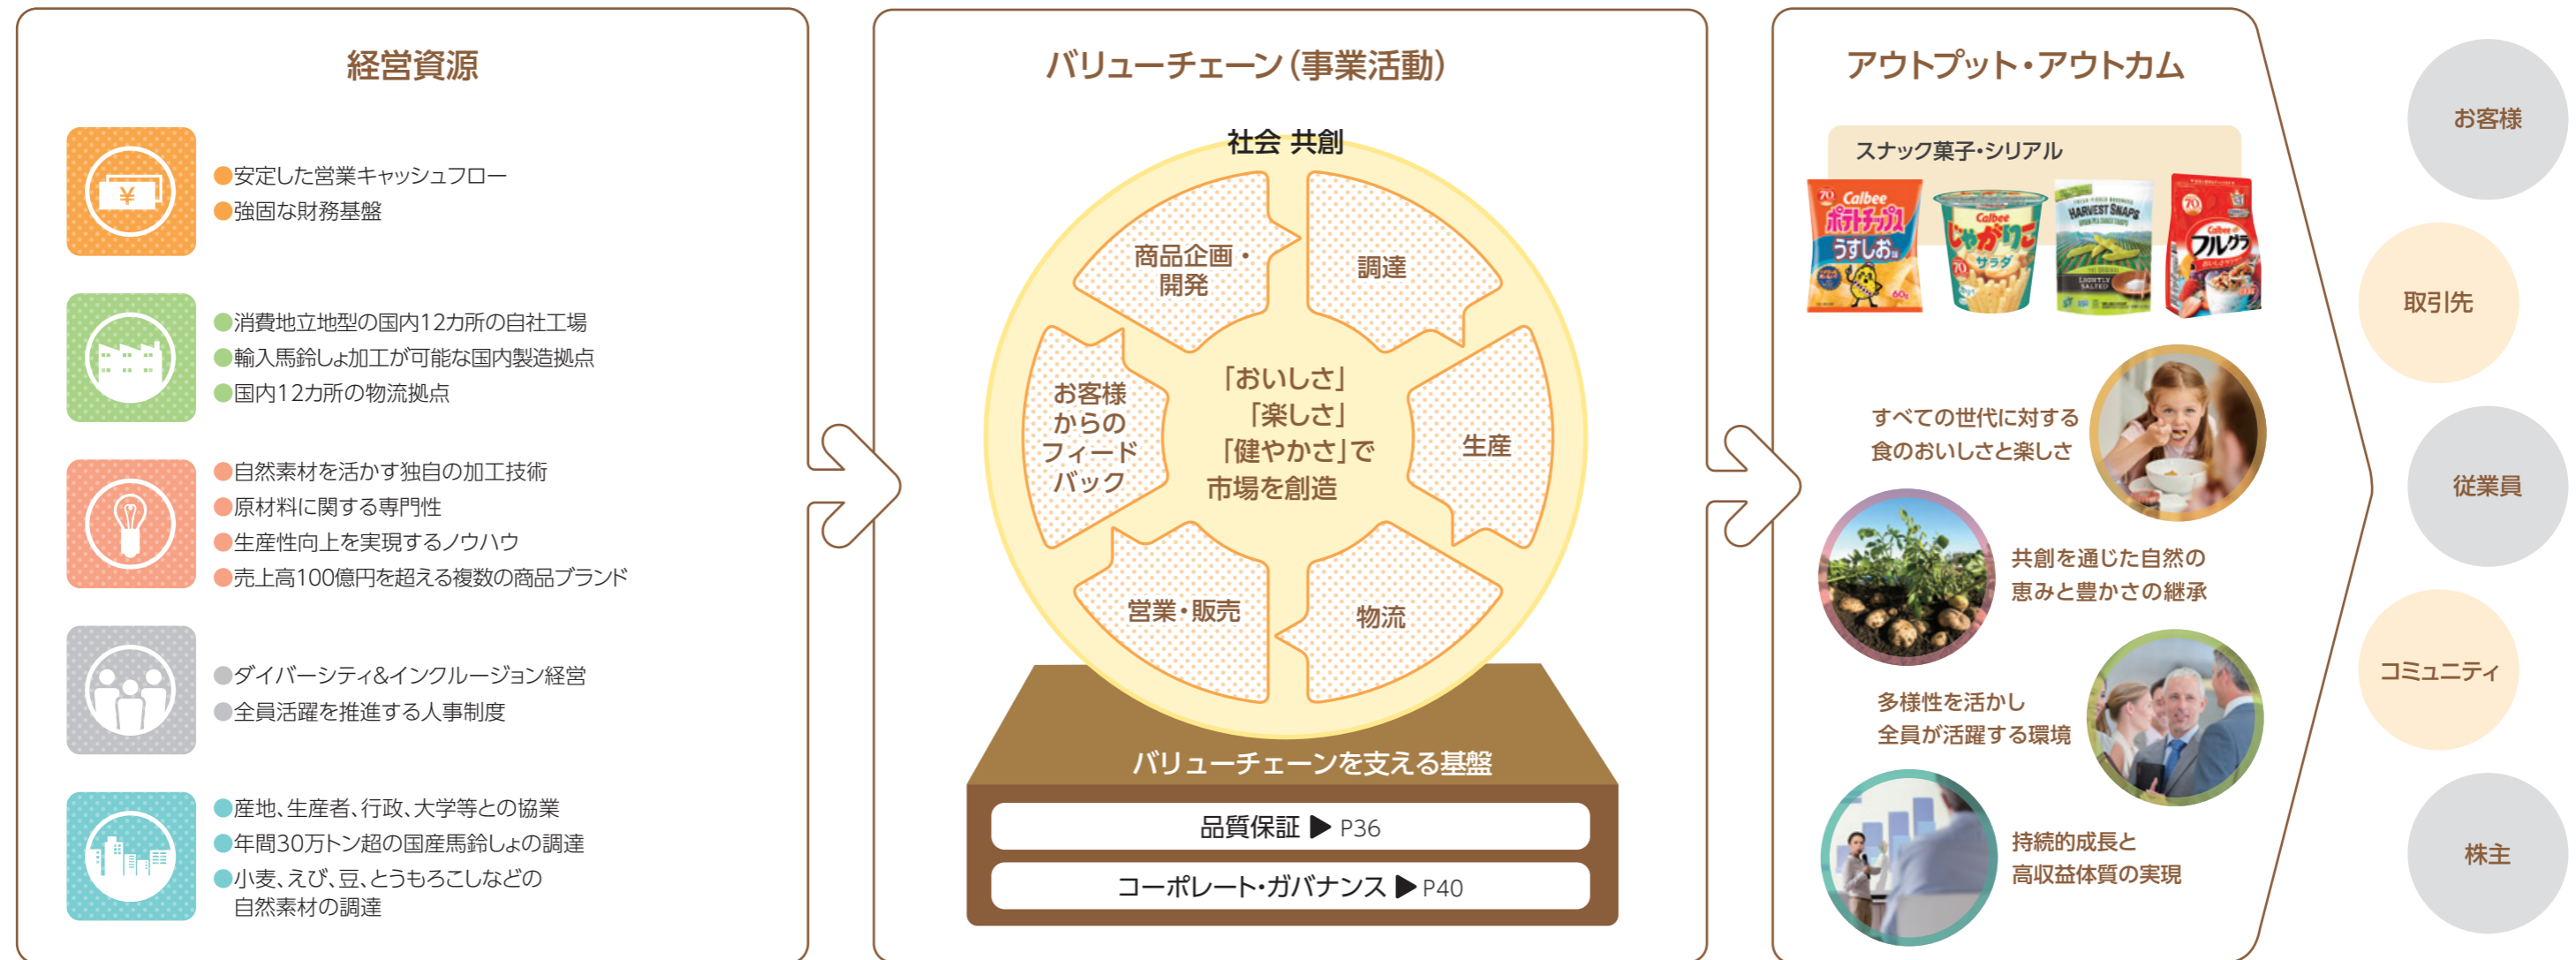 経営資源
¥
●安定した営業キャッシュフロー
●強固な財務基盤
●消費地立地型の国内12カ所の自社工場
●輸入馬鈴しょ加工が可能な国内製造拠点
●国内12カ所の物流拠点
●自然素材を活かす独自の加工技術
●原材料に関する専門性
●生産性向上を実現するノウハウ
●売上高100億円を超える複数の商品ブランド
●ダイバーシティ&インクルージョン経営
●全員活躍を推進する人事制度
●産地、生産者、行政、大学等との協業
●年間30万トン超の国産馬鈴しょの調達
●小麦、えび、豆、とうもろこしなどの
自然素材の調達
バリューチェーン(事業活動)
社会 共創
商品企画・
開発
調達
生産
物流
営業・販売
お客様
からの
フィード
バック
「おいしさ」
「楽しさ」
「健やかさ」で
市場を創造
バリューチェーンを支える基盤
品質保証 ▶ P36
コーポレート・ガバナンス ▶ P40
アウトプット・アウトカム
スナック菓子・シリアル
70
Calbee
ポテトチップス
うすしお味
60g
Calbee
じゃがりこ
サラダ
70
HARVEST SNAPS
LIGHTLY
SALTED
70
Calbee
フルグラ
すべての世代に対する
食のおいしさと楽しさ
共創を通じた自然の
恵みと豊かさの継承
多様性を活かし
全員が活躍する環境
持続的成長と
高収益体質の実現
お客様
取引先
従業員
コミュニティ
株主